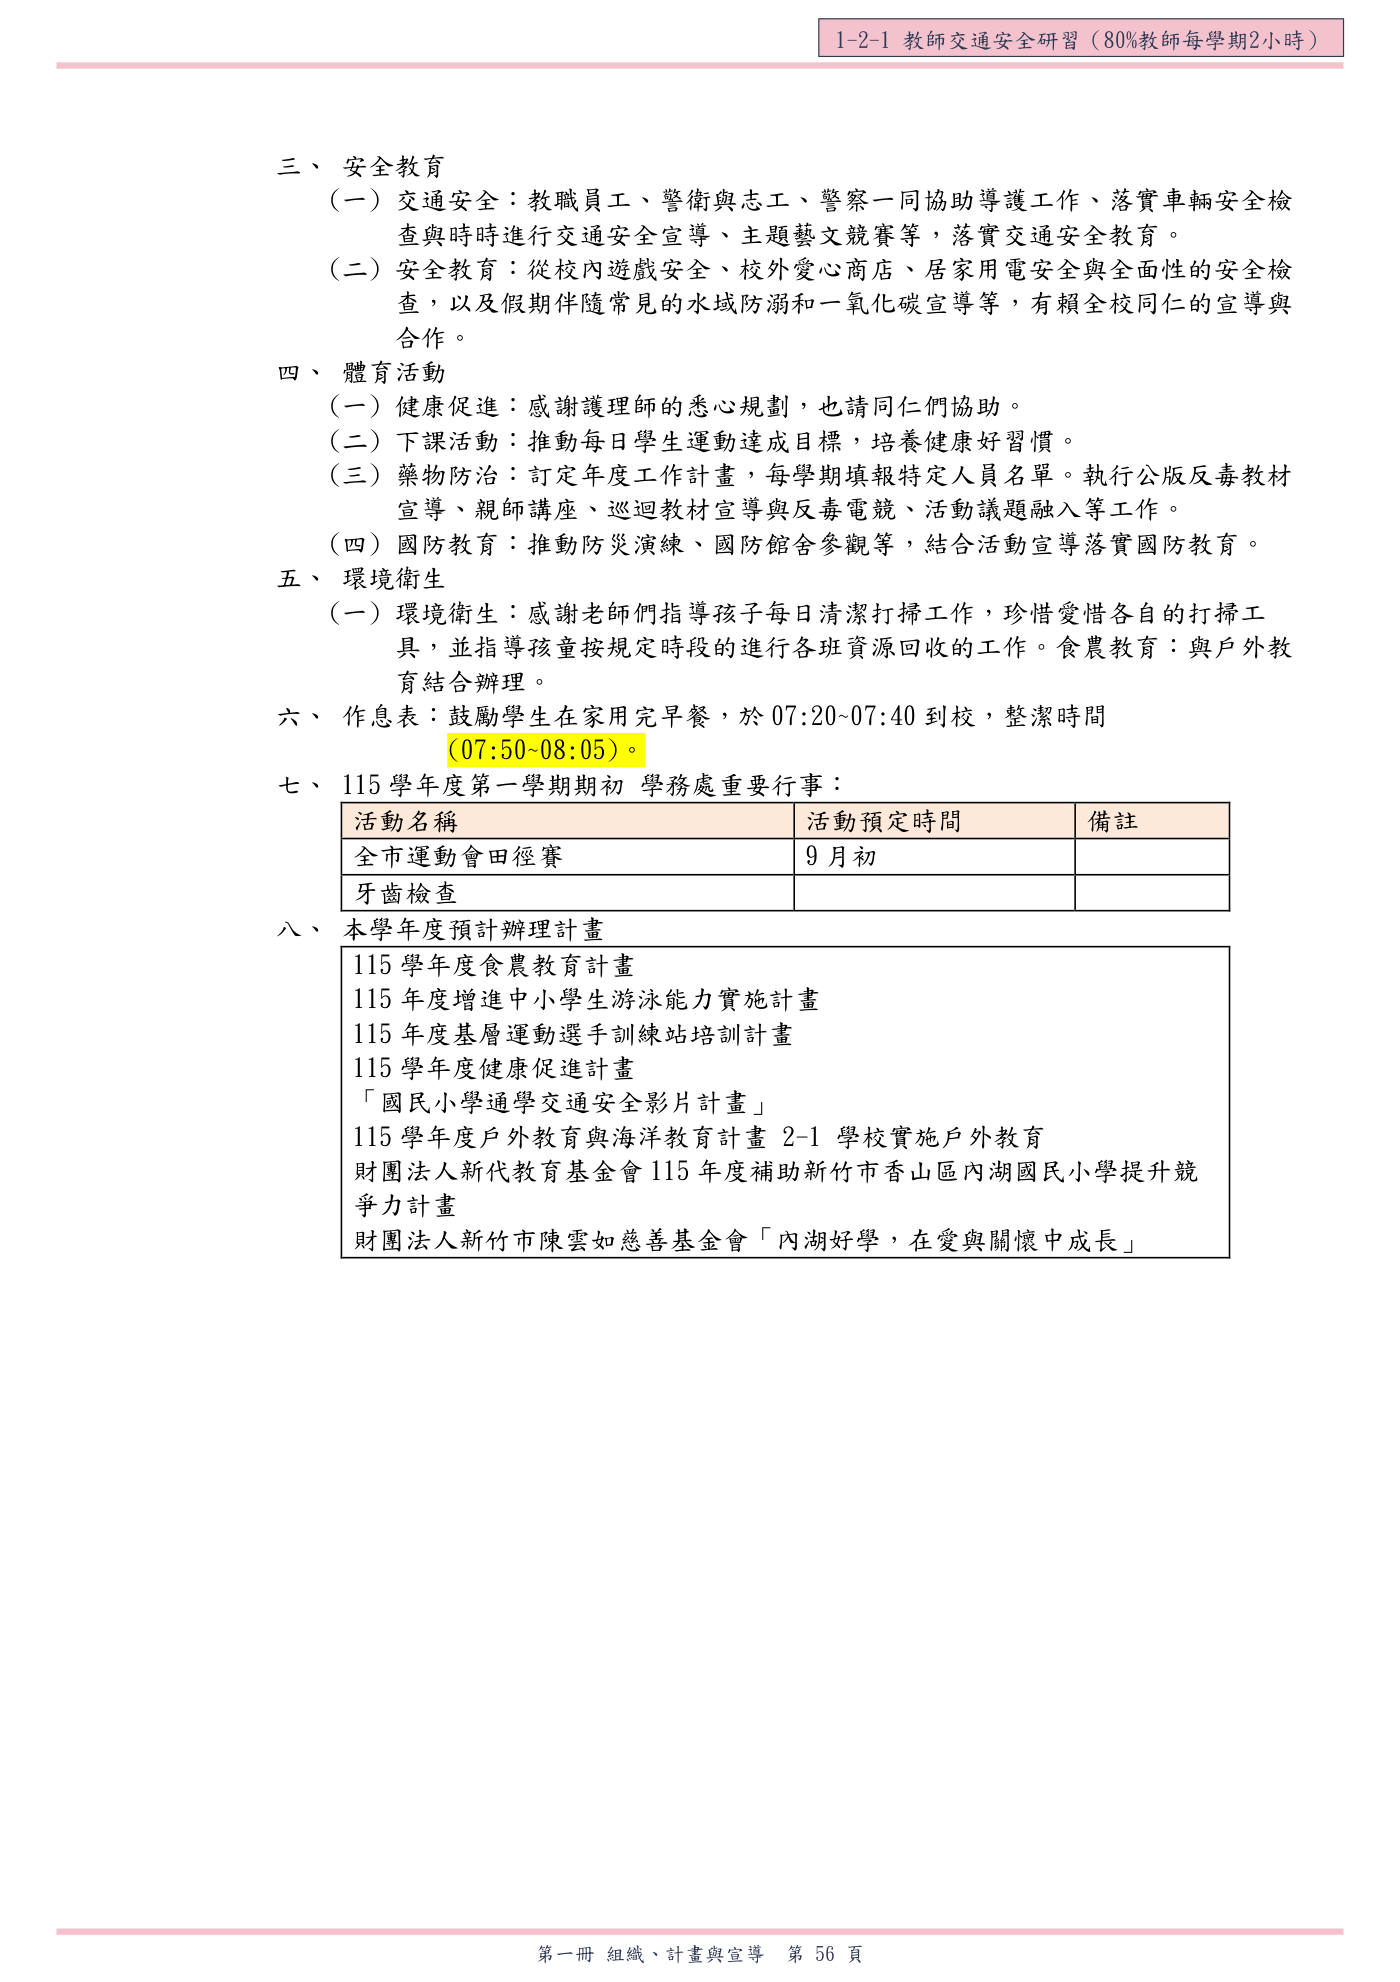 1-2-1 教師交通安全研習（80%教師每學期2小時）
三、 安全教育
（一）交通安全：教職員工、警衛與志工、警察一同協助導護工作、落實車輛安全檢
查與時時進行交通安全宣導、主題藝文競賽等，落實交通安全教育。
（二）安全教育：從校內遊戲安全、校外愛心商店、居家用電安全與全面性的安全檢
查，以及假期伴隨常見的水域防溺和一氧化碳宣導等，有賴全校同仁的宣導與
合作。
四、 體育活動
（一）健康促進：感謝護理師的悉心規劃，也請同仁們協助。
（二）下課活動：推動每日學生運動達成目標，培養健康好習慣。
（三）藥物防治：訂定年度工作計畫，每學期填報特定人員名單。執行公版反毒教材
宣導、親師講座、巡迴教材宣導與反毒電競、活動議題融入等工作。
（四）國防教育：推動防災演練、國防館舍參觀等，結合活動宣導落實國防教育。
五、 環境衛生
（一）環境衛生：感謝老師們指導孩子每日清潔打掃工作，珍惜愛惜各自的打掃工
具，並指導孩童按規定時段的進行各班資源回收的工作。食農教育：與戶外教
育結合辦理。
六、 作息表：鼓勵學生在家用完早餐，於 07:20~07:40 到校，整潔時間
(07:50~08:05)。
七、 115 學年度第一學期期初 學務處重要行事：
活動名稱 活動預定時間 備註
全市運動會田徑賽 9 月初
牙齒檢查
八、 本學年度預計辦理計畫
115 學年度食農教育計畫
115 年度增進中小學生游泳能力實施計畫
115 年度基層運動選手訓練站培訓計畫
115 學年度健康促進計畫
「國民小學通學交通安全影片計畫」
115 學年度戶外教育與海洋教育計畫 2-1 學校實施戶外教育
財團法人新代教育基金會 115 年度補助新竹市香山區內湖國民小學提升競
爭力計畫
財團法人新竹市陳雲如慈善基金會「內湖好學，在愛與關懷中成長」
第一冊 組織、計畫與宣導 第 56 頁